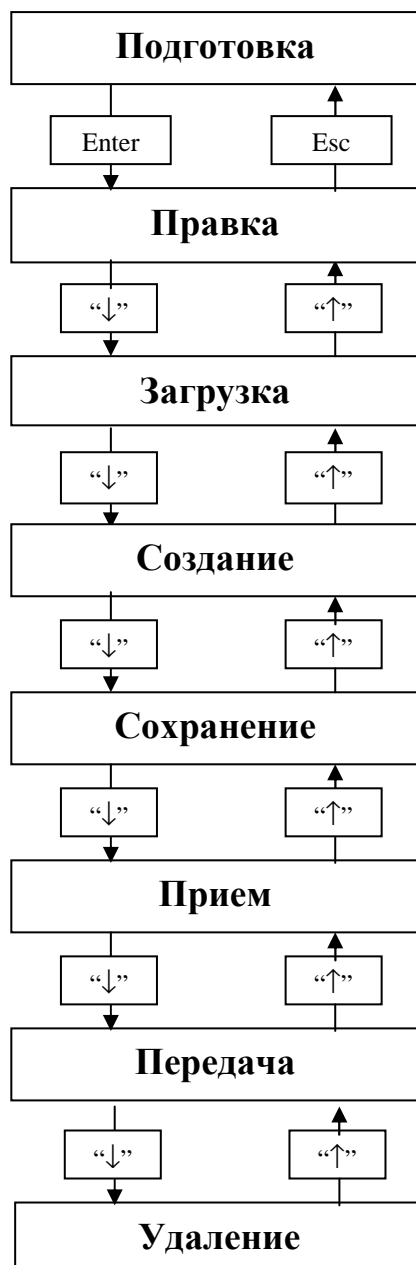 Подготовка
Enter Esc
Правка
“↓” “↑”
Загрузка
“↓” “↑”
Создание
“↓” “↑”
Сохранение
“↓” “↑”
Прием
“↓” “↑”
Передача
“↓” “↑”
Удаление